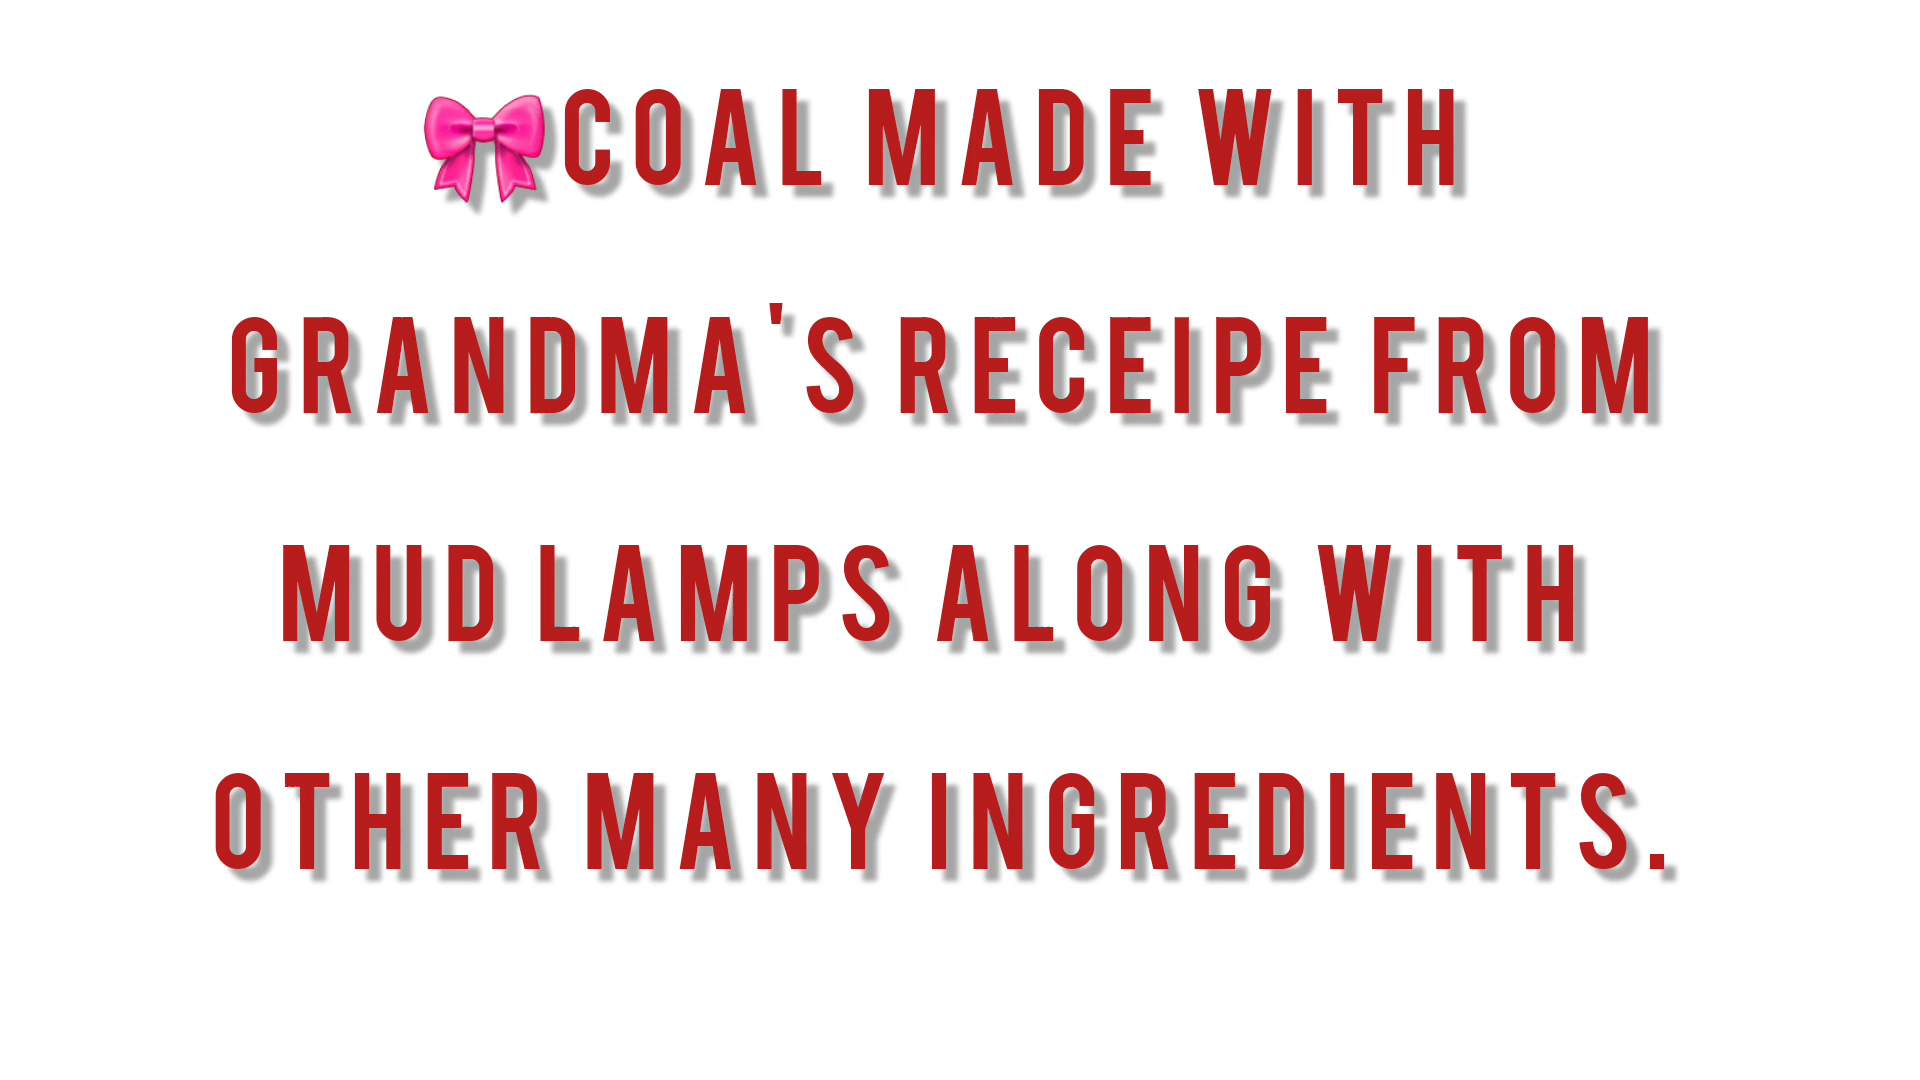 🎀COAL MADE WITH
GRANDMA'S RECEIPE FROM
MUD LAMPS ALONG WITH
OTHER MANY INGREDIENTS.